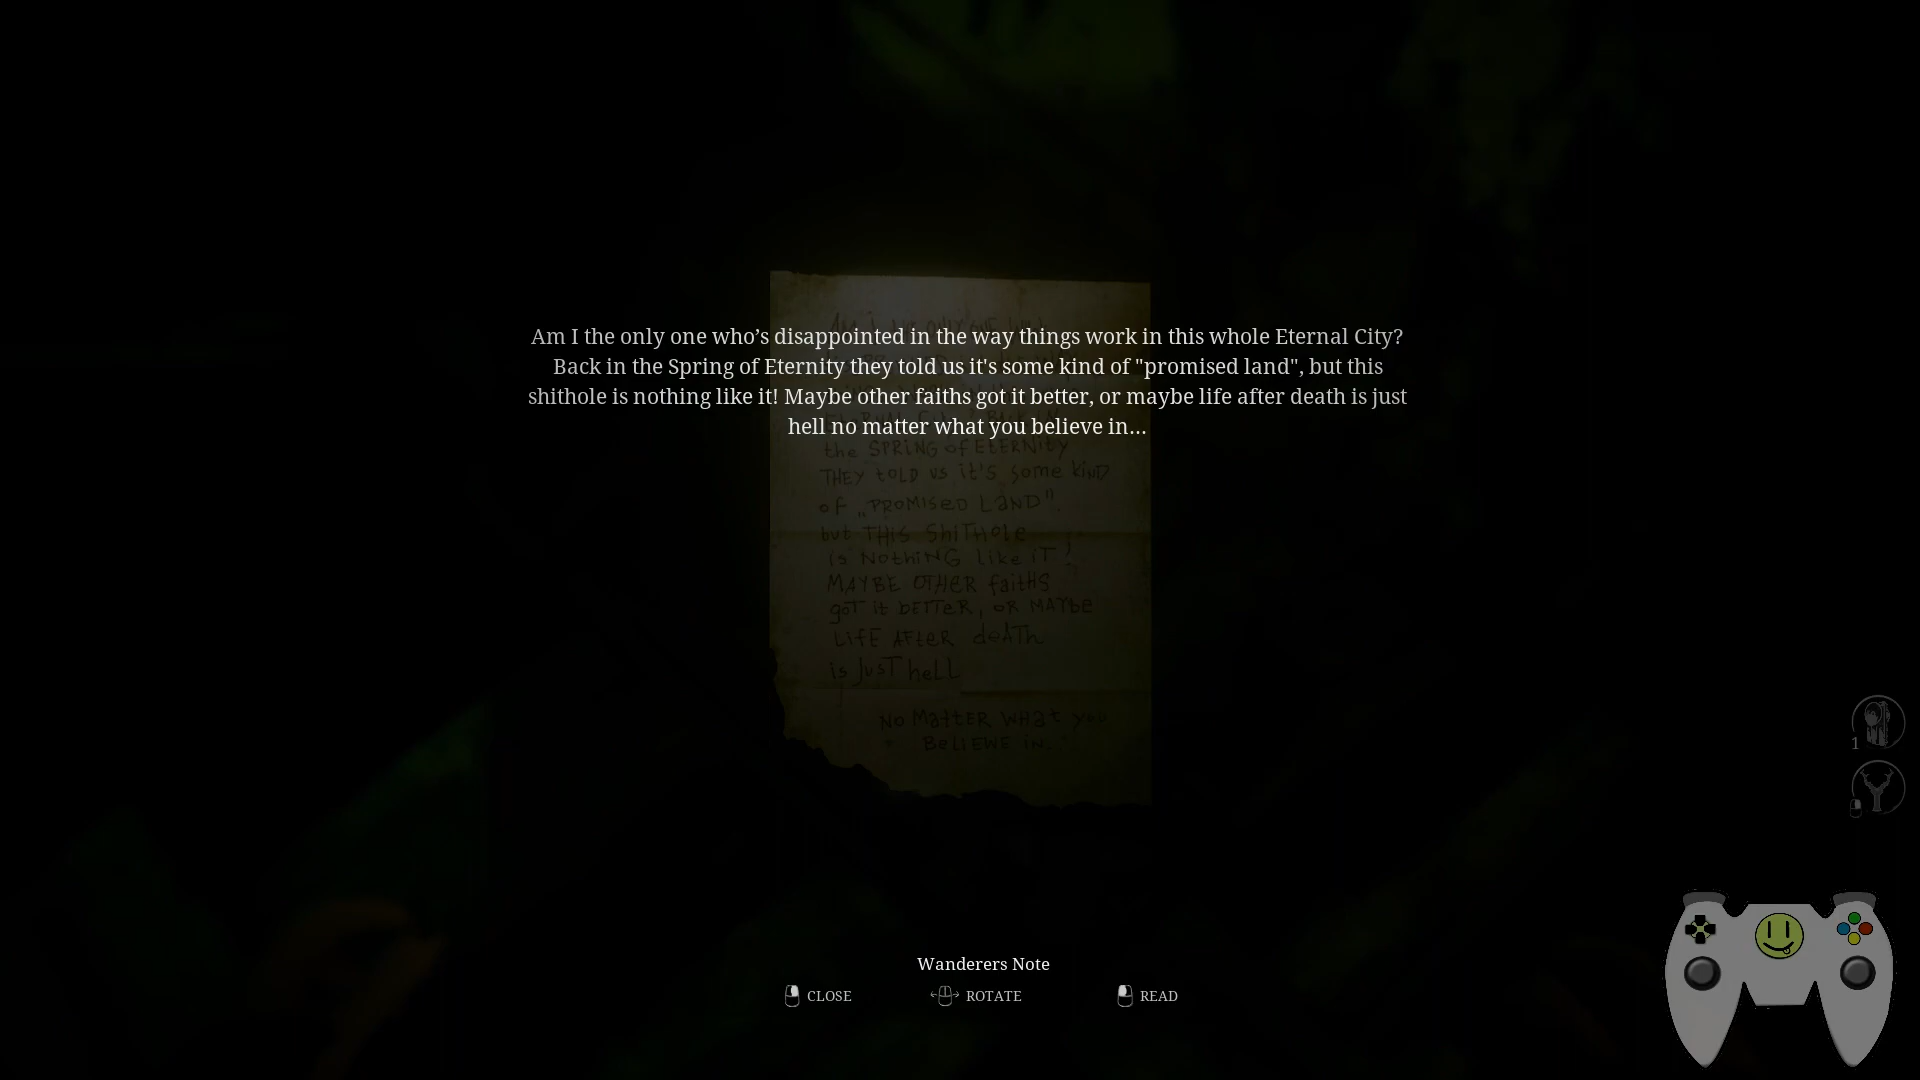 Am I the only one who’s disappointed in the way things work in this whole Eternal City?
Back in the Spring of Eternity they told us it's some kind of "promised land", but this
shithole is nothing like it! Maybe other faiths got it better, or maybe life after death is just
hell no matter what you believe in...
the SPRiNG of EtERNity
THEY tOLD us it's some KiND
of „PROMiSeD LaND"
but THis ShiTHole
is NOTHiNG like iT!
MAYBE OTHER faiths
goT it bETTeR, oR MAYbe
LifE AFteR deATh
is JusT heLL
No MaTtER WHat you
BeLiEWE iN.
1
Wanderers Note
CLOSE
ROTATE
READ